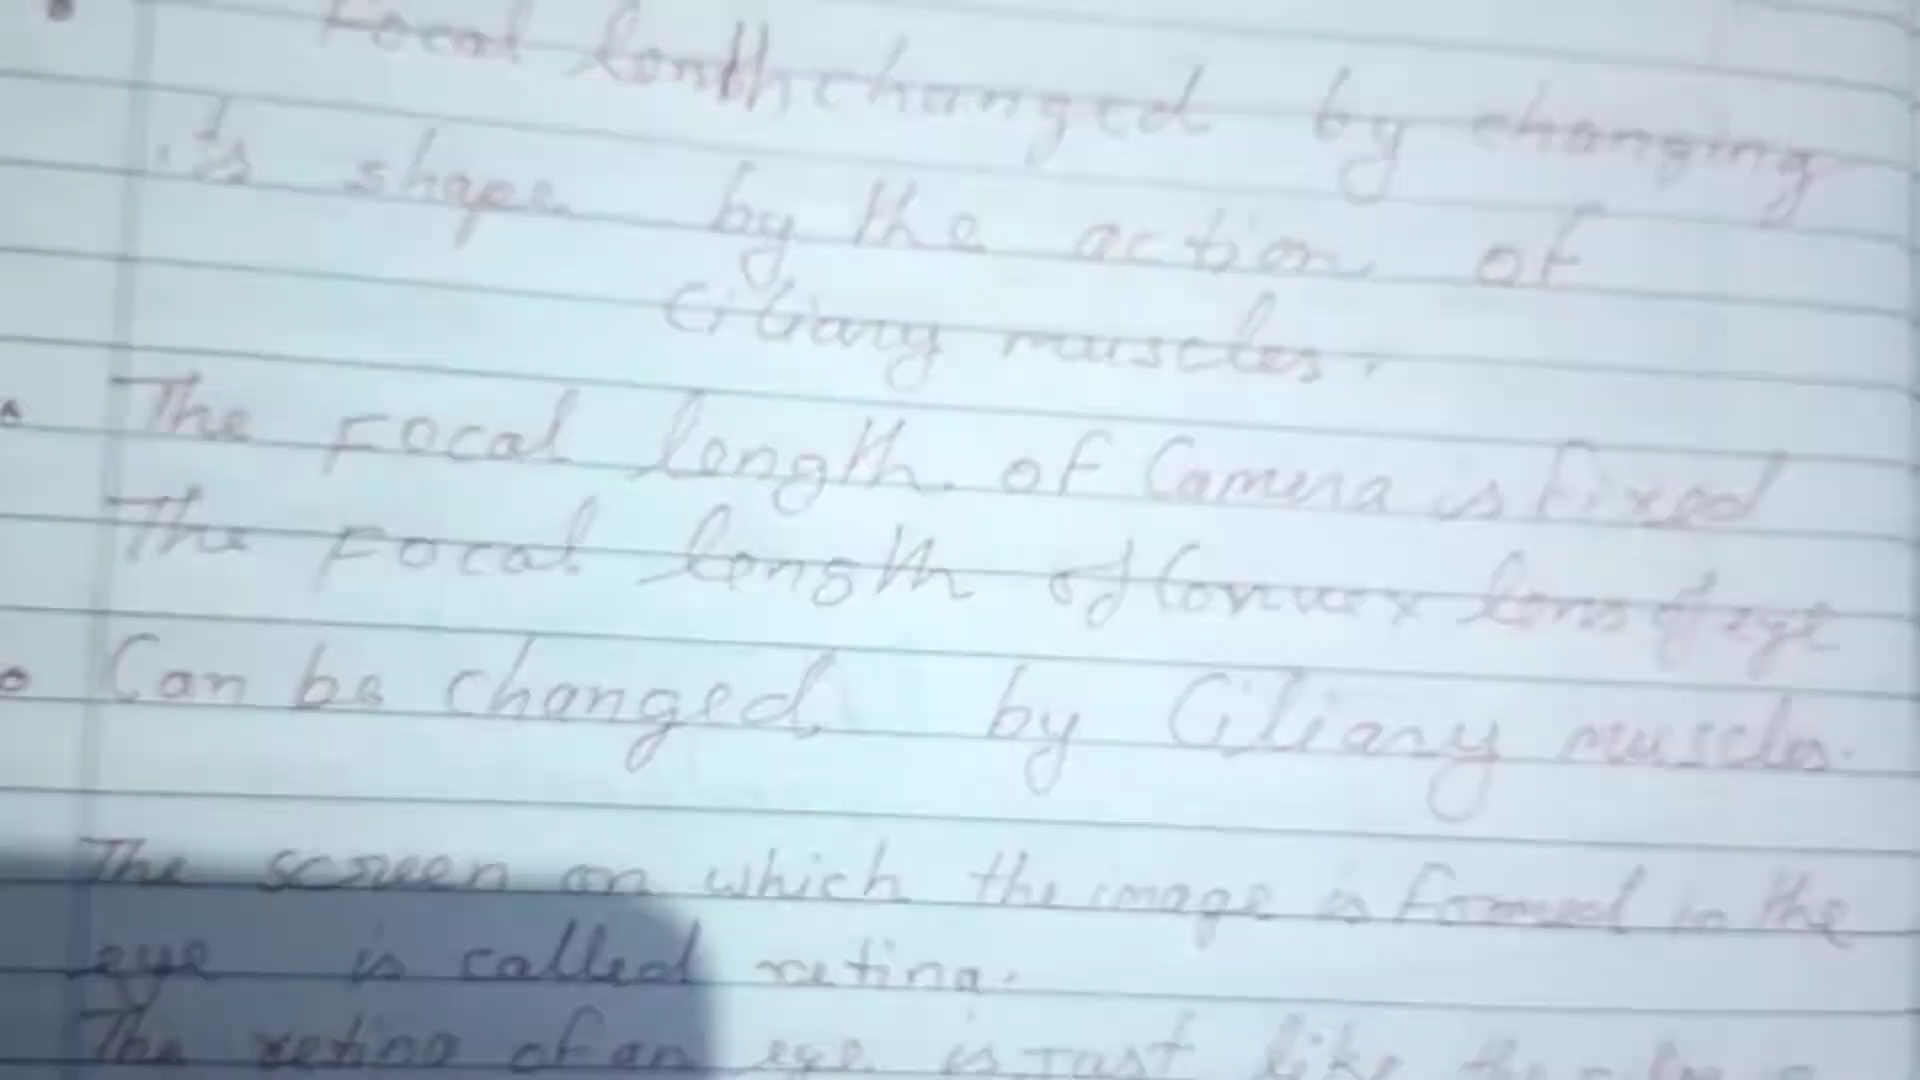 Focal lenth changed by changing
it's shape by the action of
Ciliary muscles.
The Focal length of Camera is fixed
The Focal length of Convex lens of eye
Can be changed by Ciliary muscles.
The screen on which the image is formed in the
eye is called retina.
The retina of an eye is Just like the